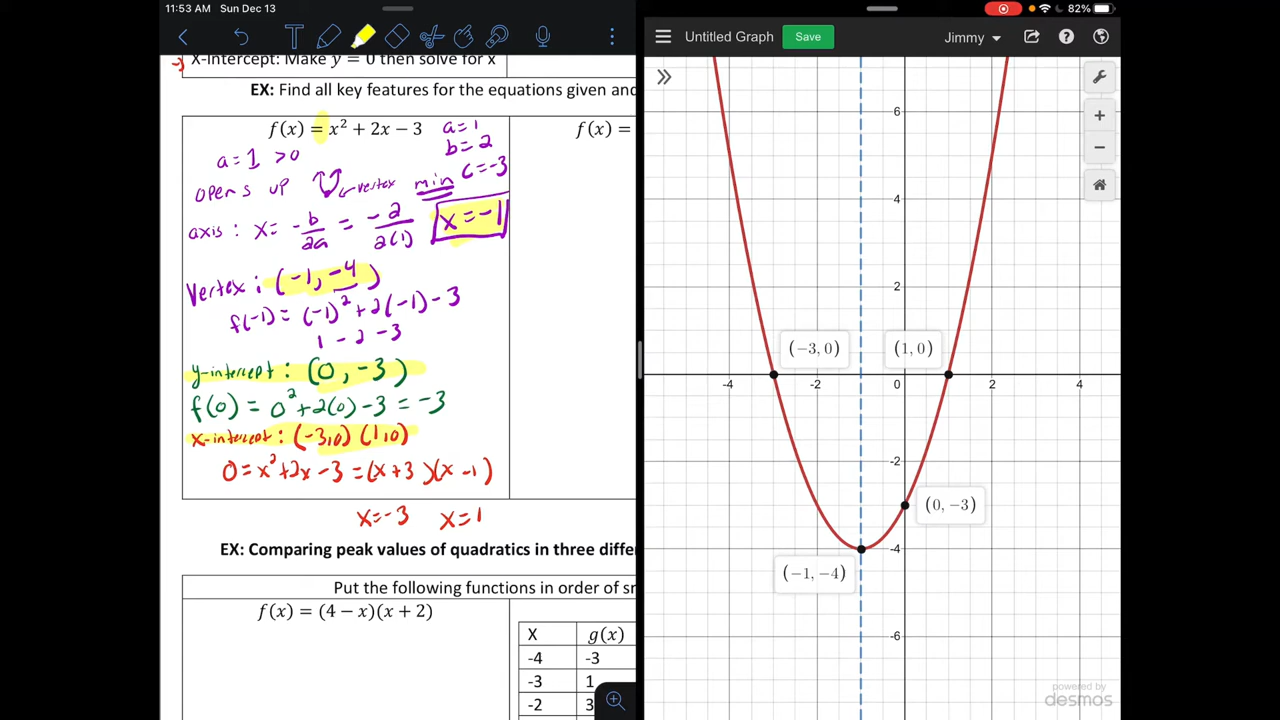 11:53 AM Sun Dec 13
82%
Untitled Graph
Save
Jimmy
X-Intercept: Make y = 0 then solve for x
EX: Find all key features for the equations given and
f(x) = x² + 2x − 3
a=1
b=2
c=-3
a=1 >0
opens up
vertex
min
axis: x= -b/2a = -2/2(1)
x=-1
Vertex: (-1, -4)
f(-1) = (-1)²+2(-1)-3
1-2-3
y-intercept: (0, -3)
f(0) = 0²+2(0)-3=-3
x-intercept: (-3,0) (1,0)
0=x²+2x-3=(x+3)(x-1)
x=-3 x=1
f(x) =
EX: Comparing peak values of quadratics in three differ
Put the following functions in order of sm
f(x) = (4 − x)(x + 2)
X g(x)
-4 -3
-3 1
-2 3
6
4
2
-4 -2 0 2 4
-2
-4
-6
(−3, 0)
(1, 0)
(0, −3)
(−1, −4)
powered by
desmos